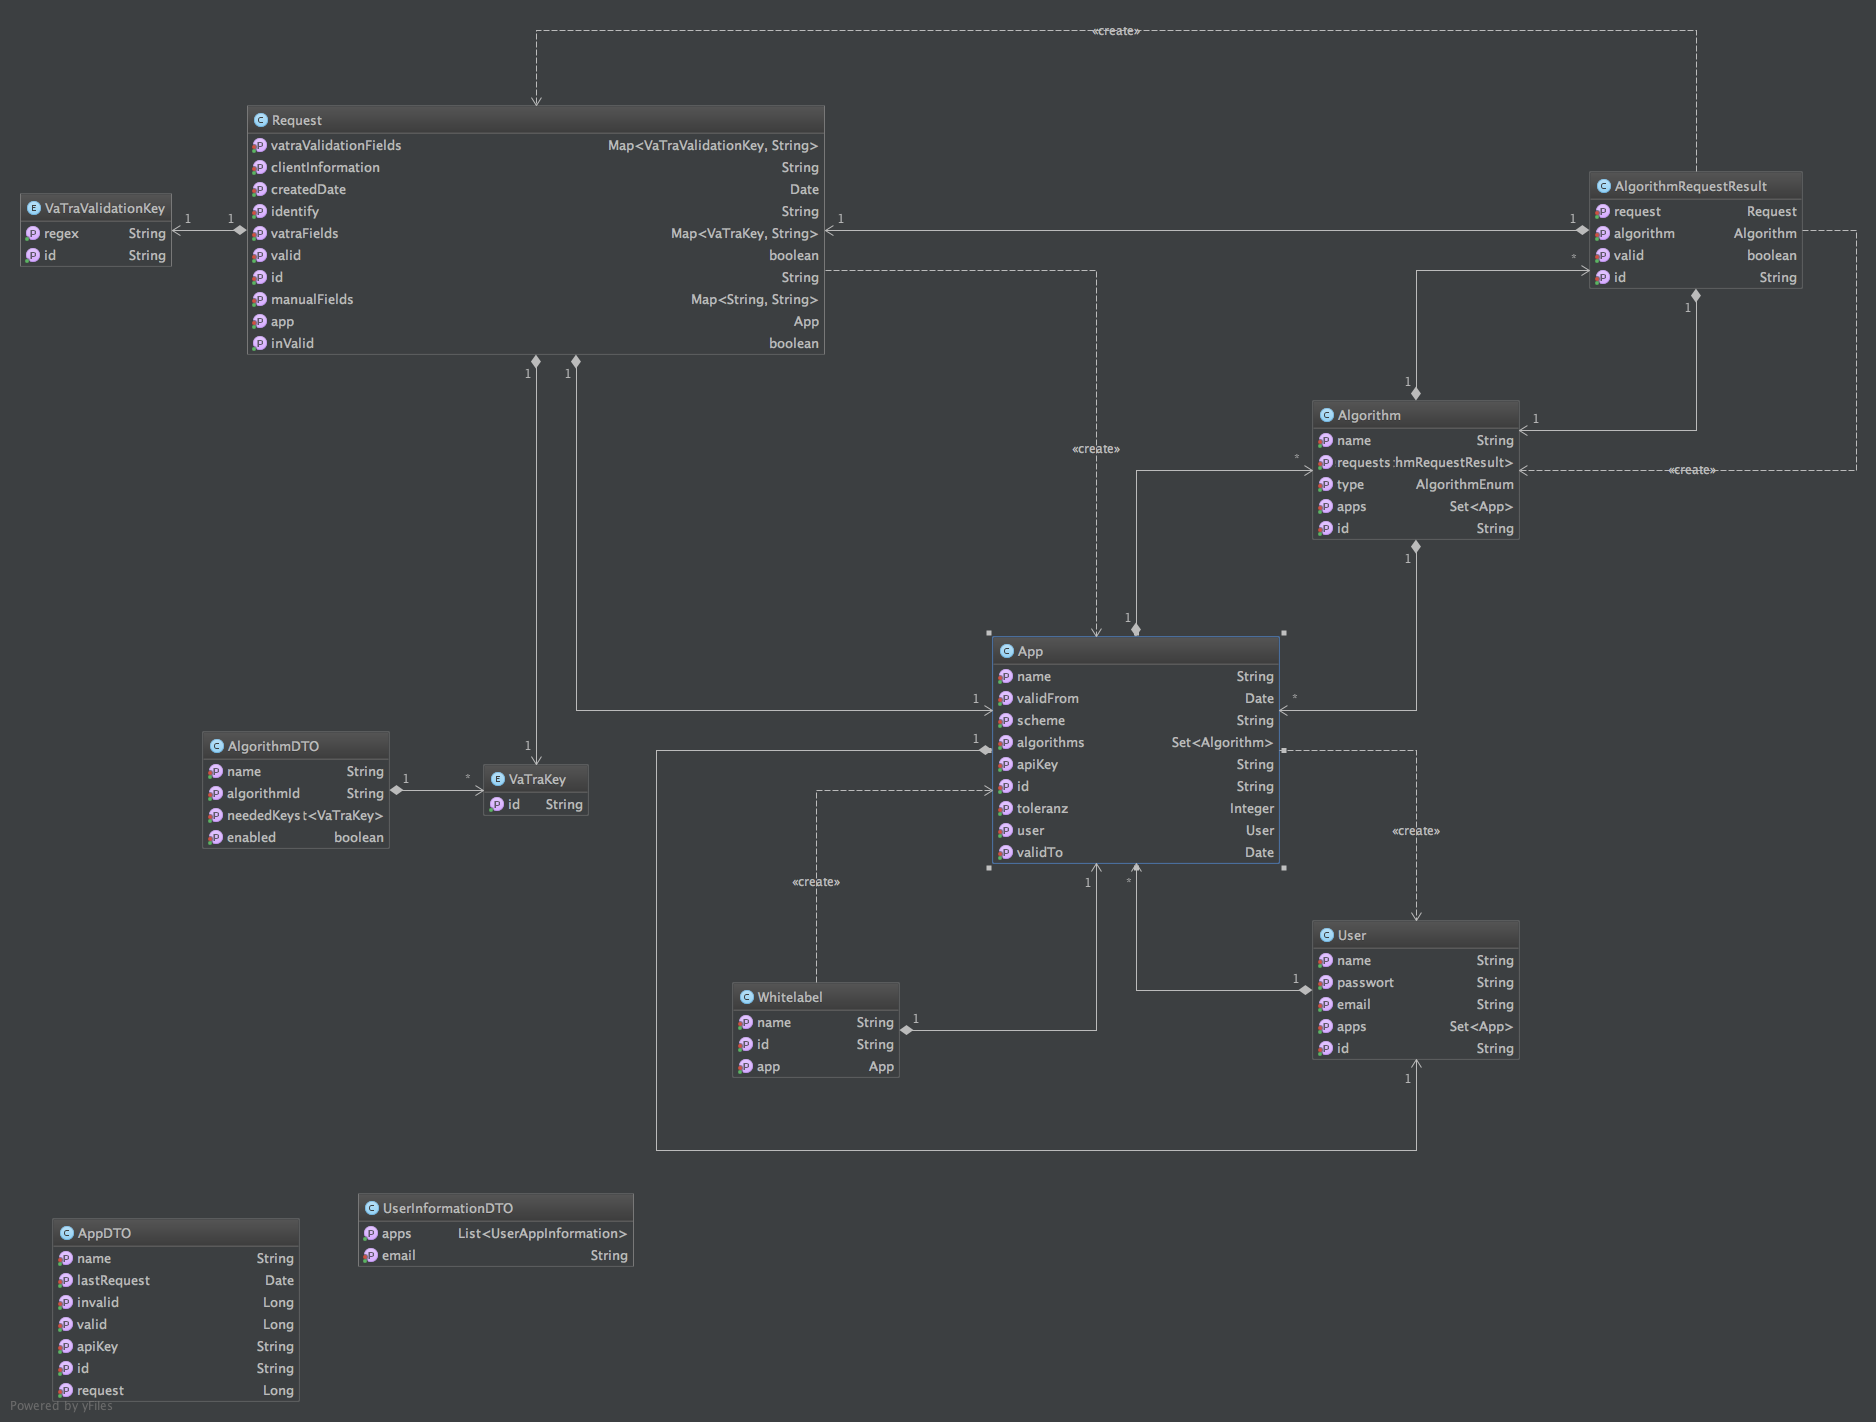 «create»
Request
vatraValidationFields Map<VaTraValidationKey, String>
clientInformation String
createdDate Date
identify String
vatraFields Map<VaTraKey, String>
valid boolean
id String
manualFields Map<String, String>
app App
inValid boolean
VaTraValidationKey
regex String
id String
1 1
1 1
AlgorithmRequestResult
request Request
algorithm Algorithm
valid boolean
id String
*
1
1 1
1
1
«create»
*
«create»
Algorithm
name String
requests :hmRequestResult>
type AlgorithmEnum
apps Set<App>
id String
1
1
App
name String
validFrom Date
scheme String
algorithms Set<Algorithm>
apiKey String
id String
toleranz Integer
user User
validTo Date
1
*
1
1
AlgorithmDTO
name String
algorithmId String
neededKeys t<VaTraKey>
enabled boolean
1 *
VaTraKey
id String
«create»
«create»
1 *
User
name String
passwort String
email String
apps Set<App>
id String
1
1
Whitelabel
name String
id String
app App
1
UserInformationDTO
apps List<UserAppInformation>
email String
AppDTO
name String
lastRequest Date
invalid Long
valid Long
apiKey String
id String
request Long
Powered by yFiles